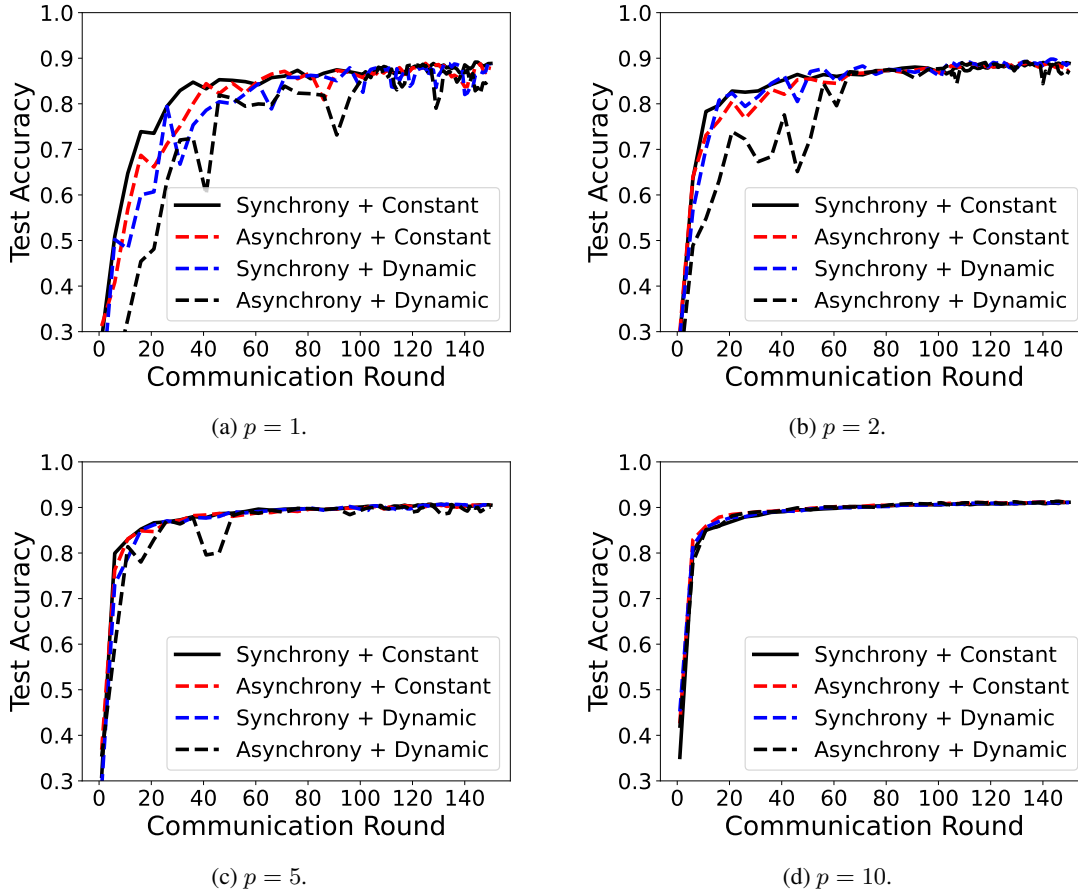 1.0
0.9
0.8
0.7
0.6
0.5
0.4
0.3
Test Accuracy
Synchrony + Constant
Asynchrony + Constant
Synchrony + Dynamic
Asynchrony + Dynamic
0 20 40 60 80 100 120 140
Communication Round
(a) p = 1.
1.0
0.9
0.8
0.7
0.6
0.5
0.4
0.3
Test Accuracy
Synchrony + Constant
Asynchrony + Constant
Synchrony + Dynamic
Asynchrony + Dynamic
0 20 40 60 80 100 120 140
Communication Round
(b) p = 2.
1.0
0.9
0.8
0.7
0.6
0.5
0.4
0.3
Test Accuracy
Synchrony + Constant
Asynchrony + Constant
Synchrony + Dynamic
Asynchrony + Dynamic
0 20 40 60 80 100 120 140
Communication Round
(c) p = 5.
1.0
0.9
0.8
0.7
0.6
0.5
0.4
0.3
Test Accuracy
Synchrony + Constant
Asynchrony + Constant
Synchrony + Dynamic
Asynchrony + Dynamic
0 20 40 60 80 100 120 140
Communication Round
(d) p = 10.